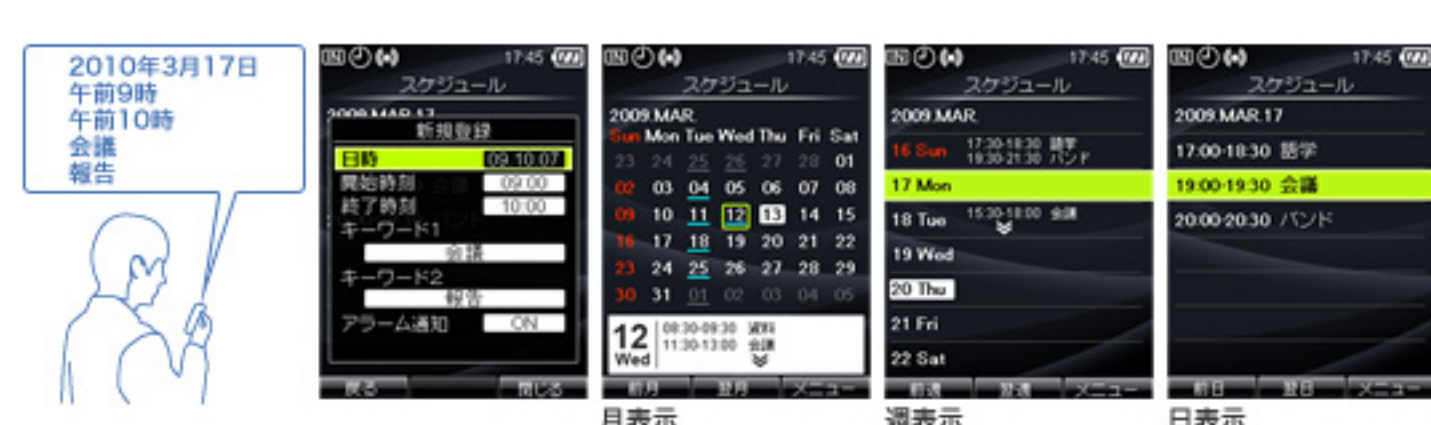 2010年3月17日
午前9時
午前10時
会議
報告
IN 17:45
スケジュール
2009.MAR.17
新規登録
日時 09.10.07
開始時刻 09:00
終了時刻 10:00
キーワード1
会議
キーワード2
報告
アラーム通知 ON
戻る 閉じる
IN 17:45
スケジュール
2009.MAR.
Sun Mon Tue Wed Thu Fri Sat
23 24 25 26 27 28 01
02 03 04 05 06 07 08
09 10 11 12 13 14 15
16 17 18 19 20 21 22
23 24 25 26 27 28 29
30 31 01 02 03 04 05
12 08:30-09:30 資料
Wed 11:30-13:00 会議
前月 翌月 メニュー
月表示
IN 17:45
スケジュール
2009.MAR.
16 Sun 17:30-18:30 語学
19:30-21:30 バンド
17 Mon
18 Tue 15:30-18:00 会議
19 Wed
20 Thu
21 Fri
22 Sat
前週 翌週 メニュー
週表示
IN 17:45
スケジュール
2009.MAR.17
17:00-18:30 語学
19:00-19:30 会議
20:00-20:30 バンド
前日 翌日 メニュー
日表示